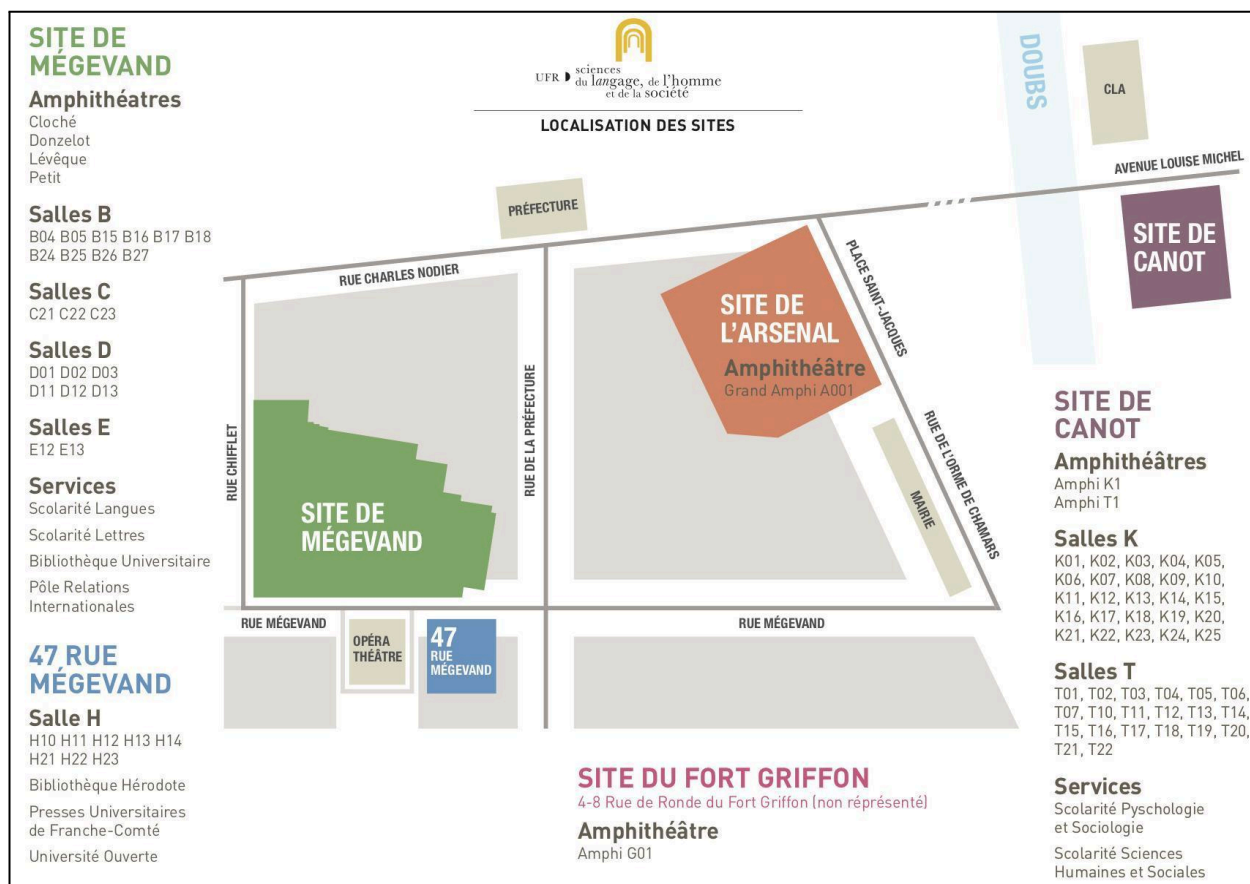 SITE DE
MÉGEVAND
Amphithéatres
Cloché
Donzelot
Lévêque
Petit
Salles B
B04 B05 B15 B16 B17 B18
B24 B25 B26 B27
Salles C
C21 C22 C23
Salles D
D01 D02 D03
D11 D12 D13
Salles E
E12 E13
Services
Scolarité Langues
Scolarité Lettres
Bibliothèque Universitaire
Pôle Relations
Internationales
47 RUE
MÉGEVAND
Salle H
H10 H11 H12 H13 H14
H21 H22 H23
Bibliothèque Hérodote
Presses Universitaires
de Franche-Comté
Université Ouverte
UFR sciences
du langage, de l'homme
et de la société
LOCALISATION DES SITES
DOUBS
CLA
AVENUE LOUISE MICHEL
PRÉFECTURE
RUE CHARLES NODIER
PLACE SAINT-JACQUES
SITE DE
CANOT
SITE DE
L'ARSENAL
Amphithéâtre
Grand Amphi A001
RUE CHIFFLET
RUE DE LA PRÉFECTURE
RUE DE L'ORME DE CHAMARS
MAIRIE
SITE DE
MÉGEVAND
RUE MÉGEVAND
OPÉRA
THÉÂTRE
47
RUE
MÉGEVAND
RUE MÉGEVAND
SITE DU FORT GRIFFON
4-8 Rue de Ronde du Fort Griffon (non réprésenté)
Amphithéâtre
Amphi G01
SITE DE
CANOT
Amphithéâtres
Amphi K1
Amphi T1
Salles K
K01, K02, K03, K04, K05,
K06, K07, K08, K09, K10,
K11, K12, K13, K14, K15,
K16, K17, K18, K19, K20,
K21, K22, K23, K24, K25
Salles T
T01, T02, T03, T04, T05, T06,
T07, T10, T11, T12, T13, T14,
T15, T16, T17, T18, T19, T20,
T21, T22
Services
Scolarité Pyschologie
et Sociologie
Scolarité Sciences
Humaines et Sociales